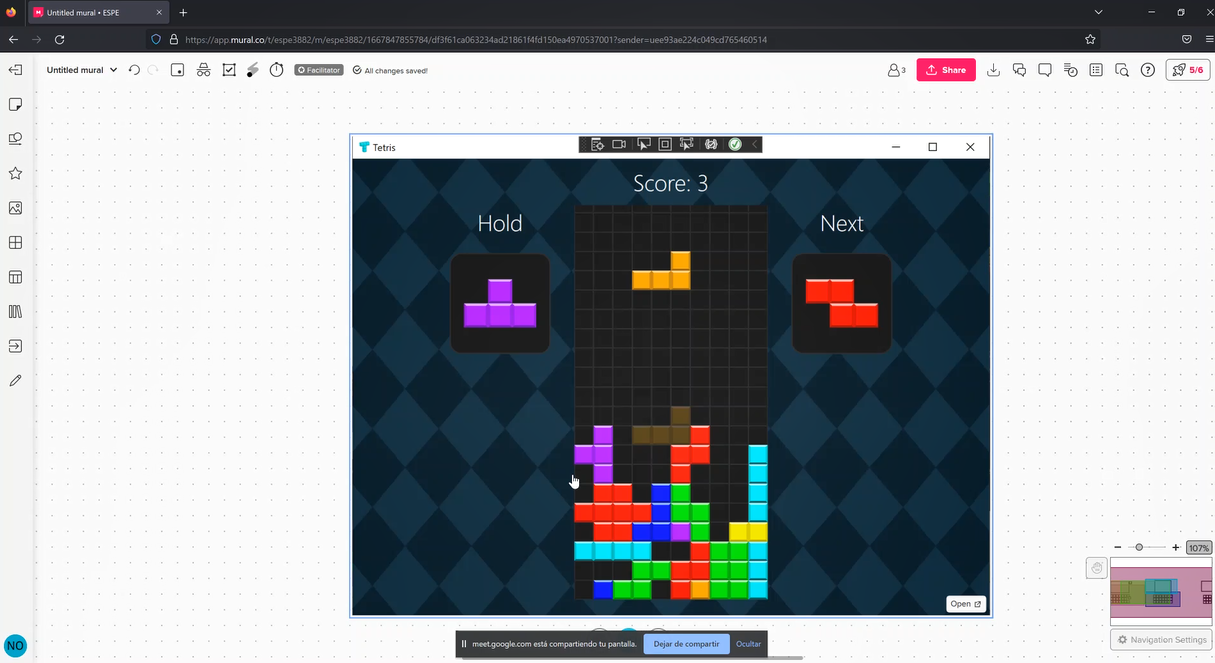 Untitled mural • ESPE
https://app.mural.co/t/espe3882/m/espe3882/1667847855784/df3f61ca063234ad21861f4fd150ea4970537001?sender=uee93ae224c049cd765460514
Untitled mural
Facilitator
All changes saved!
3
Share
5/6
Tetris
Score: 3
Hold
Next
107%
Open
NO
Navigation Settings
meet.google.com está compartiendo tu pantalla.
Dejar de compartir
Ocultar